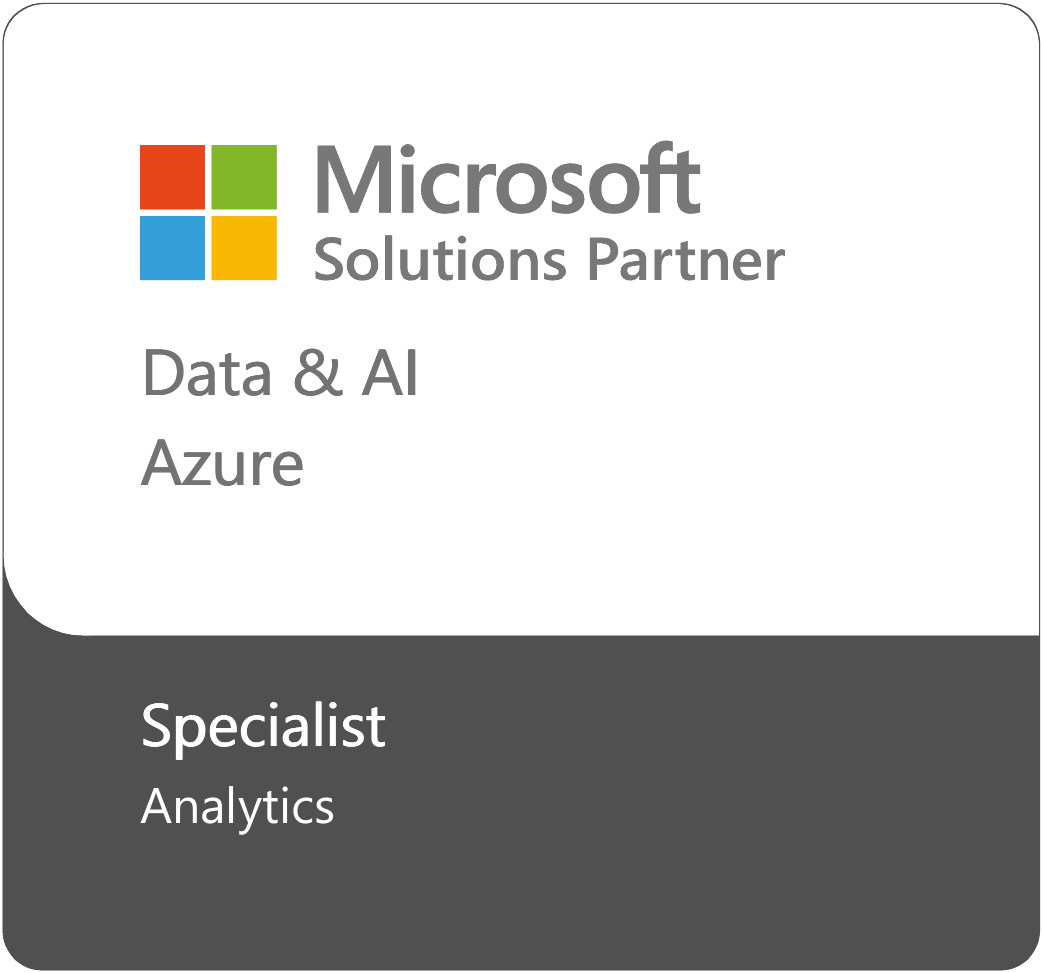 Microsoft
Solutions Partner
Data & AI
Azure
Specialist
Analytics